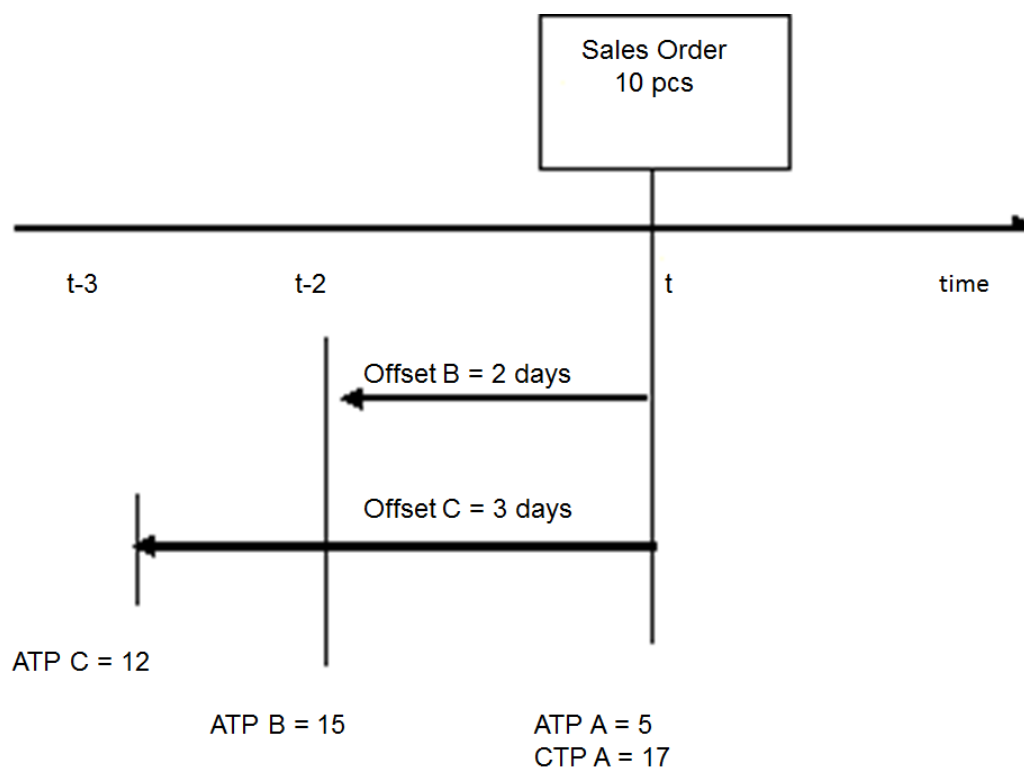 Sales Order
10 pcs
t-3
t-2
t
time
Offset B = 2 days
Offset C = 3 days
ATP C = 12
ATP B = 15
ATP A = 5
CTP A = 17